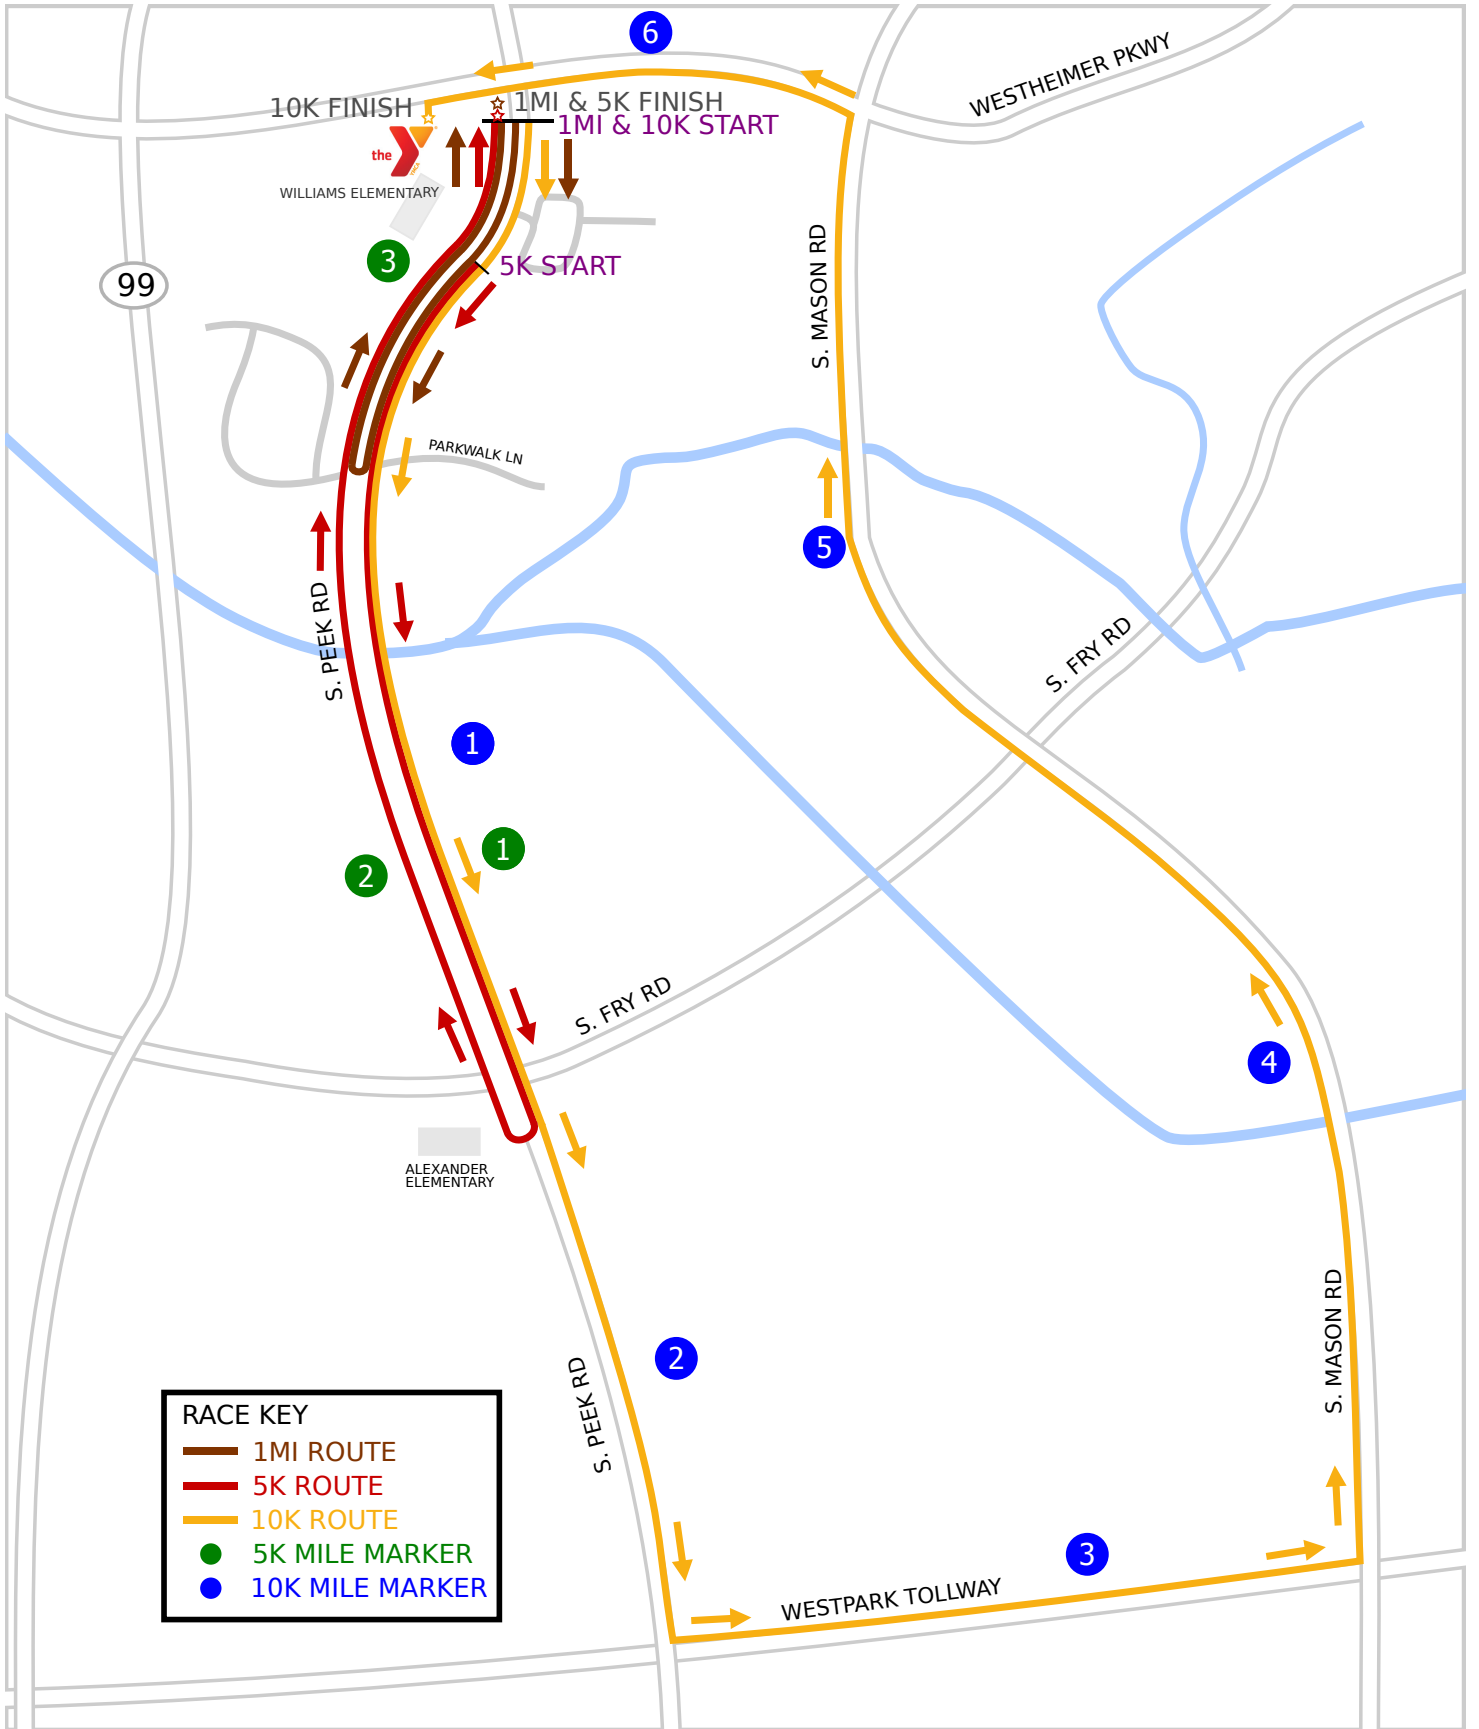 6
WESTHEIMER PKWY
10K FINISH
1MI & 5K FINISH
1MI & 10K START
the
YMCA
WILLIAMS ELEMENTARY
3
5K START
99
S. MASON RD
PARKWALK LN
5
S. PEEK RD
S. FRY RD
1
1
2
S. FRY RD
4
ALEXANDER
ELEMENTARY
S. MASON RD
2
S. PEEK RD
RACE KEY
1MI ROUTE
5K ROUTE
10K ROUTE
5K MILE MARKER
10K MILE MARKER
3
WESTPARK TOLLWAY